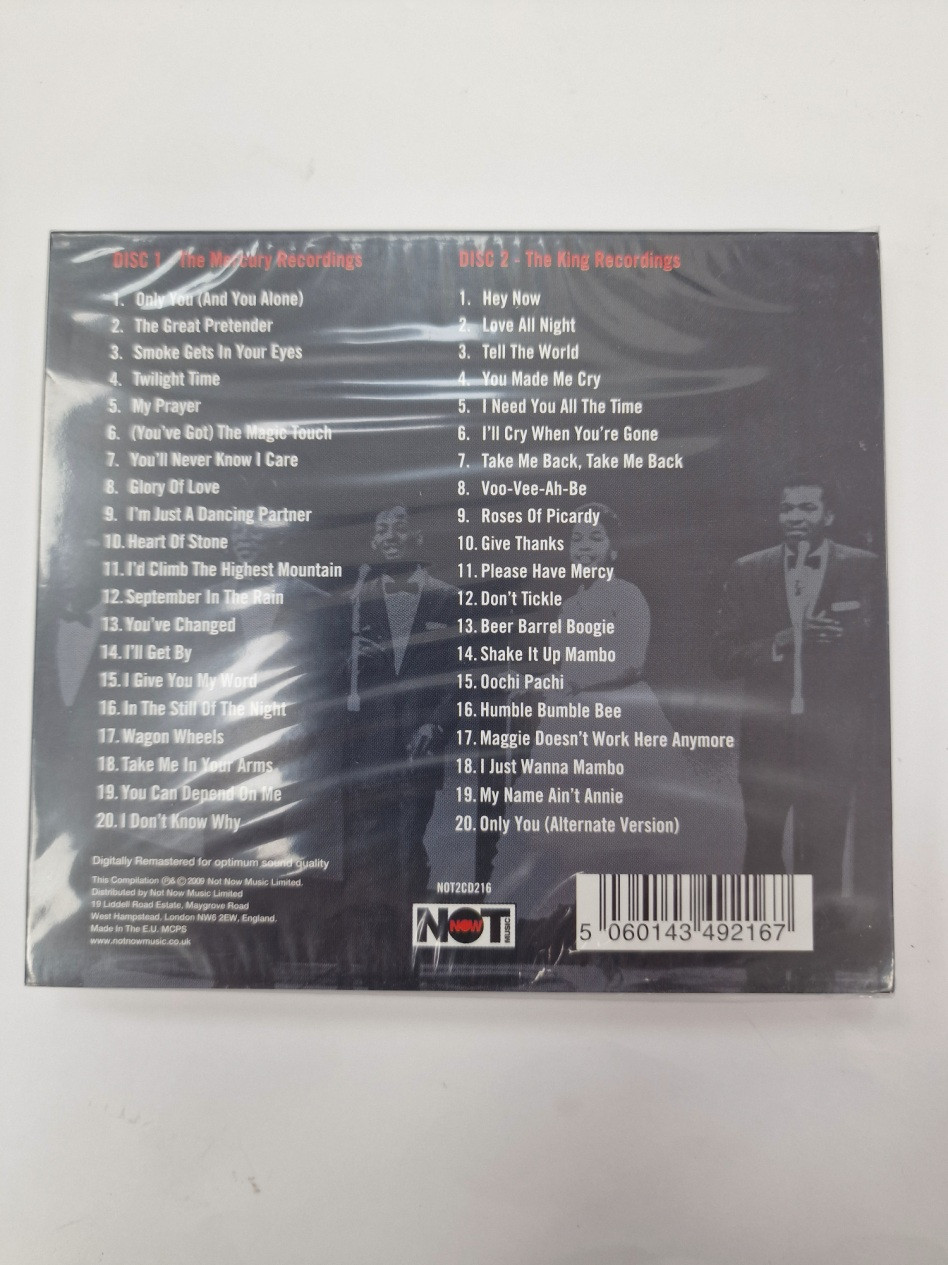 DISC 1 - The Mercury Recordings
1. Only You (And You Alone)
2. The Great Pretender
3. Smoke Gets In Your Eyes
4. Twilight Time
5. My Prayer
6. (You've Got) The Magic Touch
7. You'll Never Know I Care
8. Glory Of Love
9. I'm Just A Dancing Partner
10. Heart Of Stone
11. I'd Climb The Highest Mountain
12. September In The Rain
13. You've Changed
14. I'll Get By
15. I Give You My Word
16. In The Still Of The Night
17. Wagon Wheels
18. Take Me In Your Arms
19. You Can Depend On Me
20. I Don't Know Why
DISC 2 - The King Recordings
1. Hey Now
2. Love All Night
3. Tell The World
4. You Made Me Cry
5. I Need You All The Time
6. I'll Cry When You're Gone
7. Take Me Back, Take Me Back
8. Voo-Vee-Ah-Be
9. Roses Of Picardy
10. Give Thanks
11. Please Have Mercy
12. Don't Tickle
13. Beer Barrel Boogie
14. Shake It Up Mambo
15. Oochi Pachi
16. Humble Bumble Bee
17. Maggie Doesn't Work Here Anymore
18. I Just Wanna Mambo
19. My Name Ain't Annie
20. Only You (Alternate Version)
Digitally Remastered for optimum sound quality
This Compilation ℗&©2009 Not Now Music Limited.
Distributed by Not Now Music Limited
19 Liddell Road Estate, Maygrove Road
West Hampstead, London NW6 2EW, England.
Made In The E.U. MCPS
www.notnowmusic.co.uk
NOT2CD216
NOT NOW MUSIC
5 060143 492167